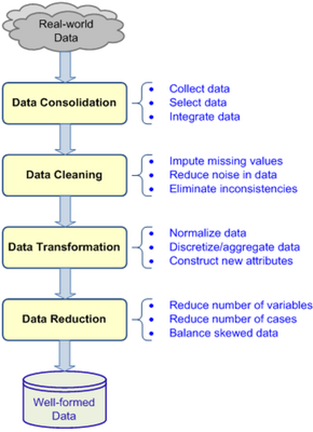 Real-world
Data
Data Consolidation
• Collect data
• Select data
• Integrate data
Data Cleaning
• Impute missing values
• Reduce noise in data
• Eliminate inconsistencies
Data Transformation
• Normalize data
• Discretize/aggregate data
• Construct new attributes
Data Reduction
• Reduce number of variables
• Reduce number of cases
• Balance skewed data
Well-formed
Data